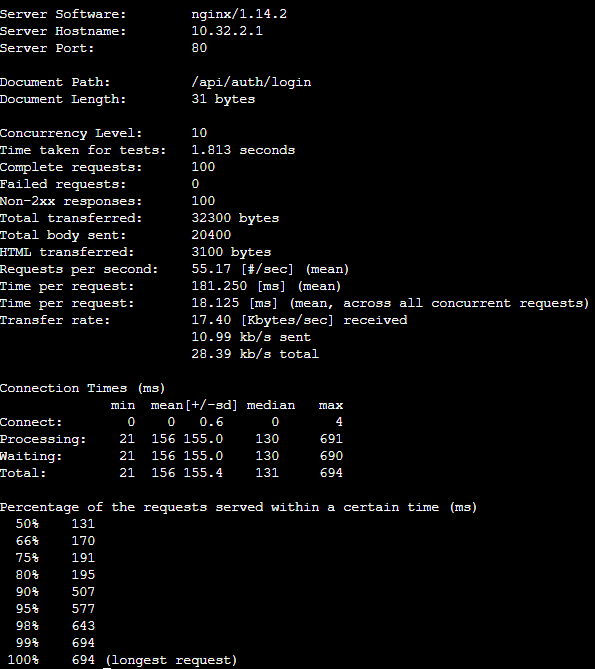 Server Software:        nginx/1.14.2
Server Hostname:        10.32.2.1
Server Port:            80

Document Path:          /api/auth/login
Document Length:        31 bytes

Concurrency Level:      10
Time taken for tests:   1.813 seconds
Complete requests:      100
Failed requests:        0
Non-2xx responses:      100
Total transferred:      32300 bytes
Total body sent:        20400
HTML transferred:       3100 bytes
Requests per second:    55.17 [#/sec] (mean)
Time per request:       181.250 [ms] (mean)
Time per request:       18.125 [ms] (mean, across all concurrent requests)
Transfer rate:          17.40 [Kbytes/sec] received
                        10.99 kb/s sent
                        28.39 kb/s total

Connection Times (ms)
              min  mean[+/-sd] median   max
Connect:        0    0   0.6      0       4
Processing:    21  156 155.0    130     691
Waiting:       21  156 155.0    130     690
Total:         21  156 155.4    131     694

Percentage of the requests served within a certain time (ms)
  50%    131
  66%    170
  75%    191
  80%    195
  90%    507
  95%    577
  98%    643
  99%    694
 100%    694 (longest request)